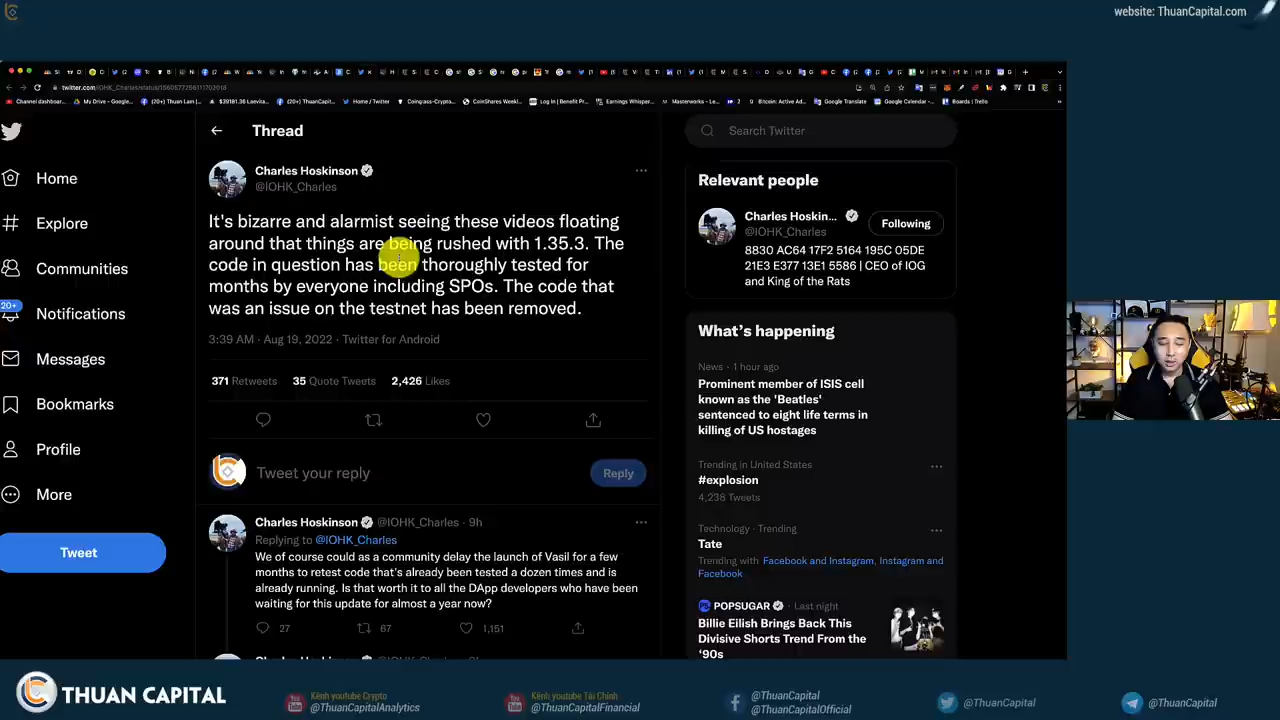 website: ThuanCapital.com
Thread
Search Twitter
Home
Explore
Communities
20+
Notifications
Messages
Bookmarks
Profile
More
Tweet
Charles Hoskinson
@IOHK_Charles
It's bizarre and alarmist seeing these videos floating
around that things are being rushed with 1.35.3. The
code in question has been thoroughly tested for
months by everyone including SPOs. The code that
was an issue on the testnet has been removed.
3:39 AM · Aug 19, 2022 · Twitter for Android
371 Retweets 35 Quote Tweets 2,426 Likes
Tweet your reply
Reply
Charles Hoskinson @IOHK_Charles · 9h
Replying to @IOHK_Charles
We of course could as a community delay the launch of Vasil for a few
months to retest code that's already been tested a dozen times and is
already running. Is that worth it to all the DApp developers who have been
waiting for this update for almost a year now?
27 67 1,151
Relevant people
Charles Hoskin...
@IOHK_Charles
Following
8830 AC64 17F2 5164 195C 05DE
21E3 E377 13E1 5586 | CEO of IOG
and King of the Rats
What's happening
News · 1 hour ago
Prominent member of ISIS cell
known as the 'Beatles'
sentenced to eight life terms in
killing of US hostages
Trending in United States
#explosion
4,238 Tweets
Technology · Trending
Tate
Trending with Facebook and Instagram, Instagram and
Facebook
POPSUGAR · Last night
Billie Eilish Brings Back This
Divisive Shorts Trend From the
'90s
THUAN CAPITAL
Kênh youtube Crypto
@ThuanCapitalAnalytics
Kênh youtube Tài Chính
@ThuanCapitalFinancial
@ThuanCapital
@ThuanCapitalOfficial
@ThuanCapital
@ThuanCapital